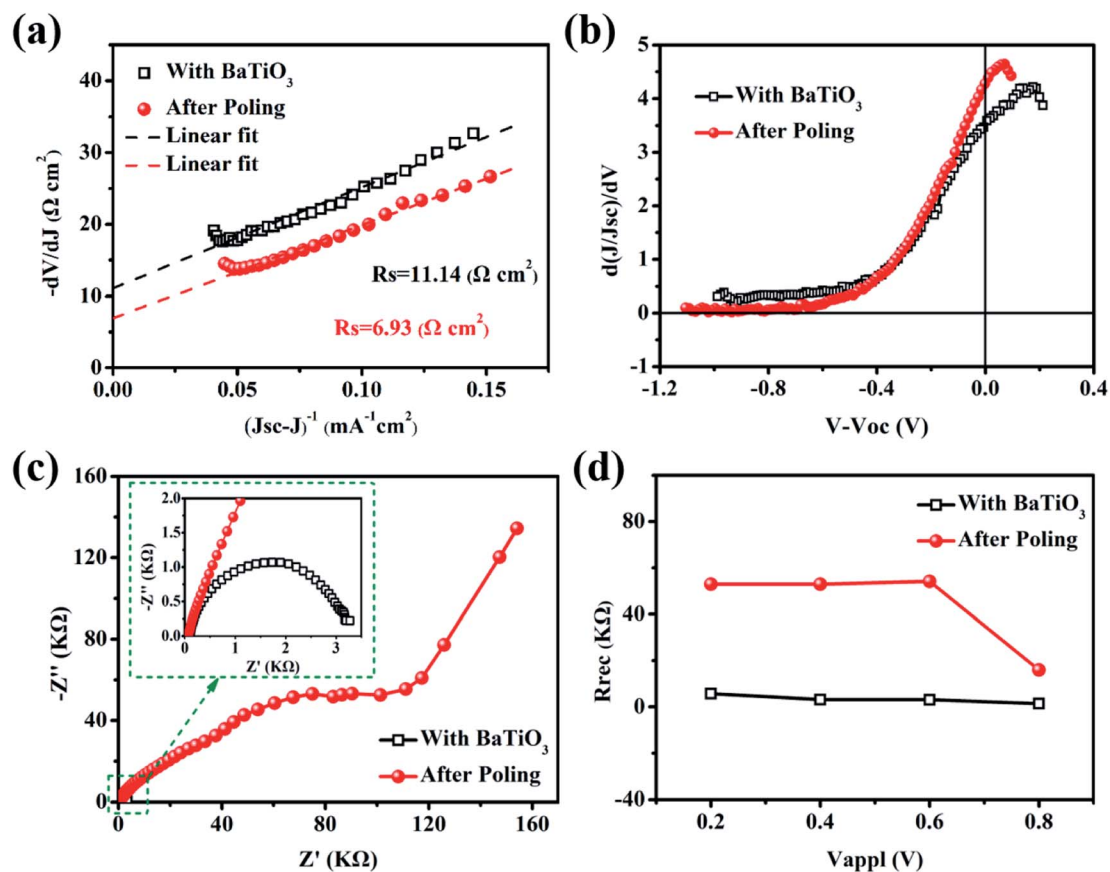 (a)
40
30
20
10
0
-dV/dJ (Ω cm²)
With BaTiO₃
After Poling
Linear fit
Linear fit
Rs=11.14 (Ω cm²)
Rs=6.93 (Ω cm²)
0.00 0.05 0.10 0.15
(Jsc-J)⁻¹ (mA⁻¹cm²)
(b)
5
4
3
2
1
0
-1
d(J/Jsc)/dV
With BaTiO₃
After Poling
-1.2 -0.8 -0.4 0.0 0.4
V-Voc (V)
(c)
160
120
80
40
0
-Z'' (KΩ)
2.0
1.5
1.0
0.5
0.0
-Z'' (KΩ)
0 1 2 3
Z' (KΩ)
With BaTiO₃
After Poling
0 40 80 120 160
Z' (KΩ)
(d)
80
40
0
-40
Rrec (KΩ)
With BaTiO₃
After Poling
0.2 0.4 0.6 0.8
Vappl (V)